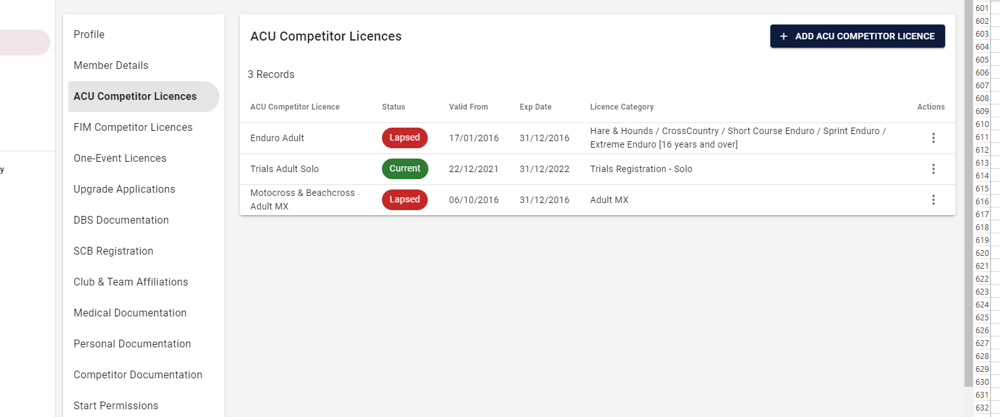 Profile
Member Details
ACU Competitor Licences
FIM Competitor Licences
One-Event Licences
Upgrade Applications
DBS Documentation
SCB Registration
Club & Team Affiliations
Medical Documentation
Personal Documentation
Competitor Documentation
Start Permissions
y
ACU Competitor Licences
+ ADD ACU COMPETITOR LICENCE
3 Records
ACU Competitor Licence Status Valid From Exp Date Licence Category Actions
Enduro Adult Lapsed 17/01/2016 31/12/2016 Hare & Hounds / CrossCountry / Short Course Enduro / Sprint Enduro /
Extreme Enduro [16 years and over]
Trials Adult Solo Current 22/12/2021 31/12/2022 Trials Registration - Solo
Motocross & Beachcross
Adult MX Lapsed 06/10/2016 31/12/2016 Adult MX
601
602
603
604
605
606
607
608
609
610
611
612
613
614
615
616
617
618
619
620
621
622
623
624
625
626
627
628
629
630
631
632